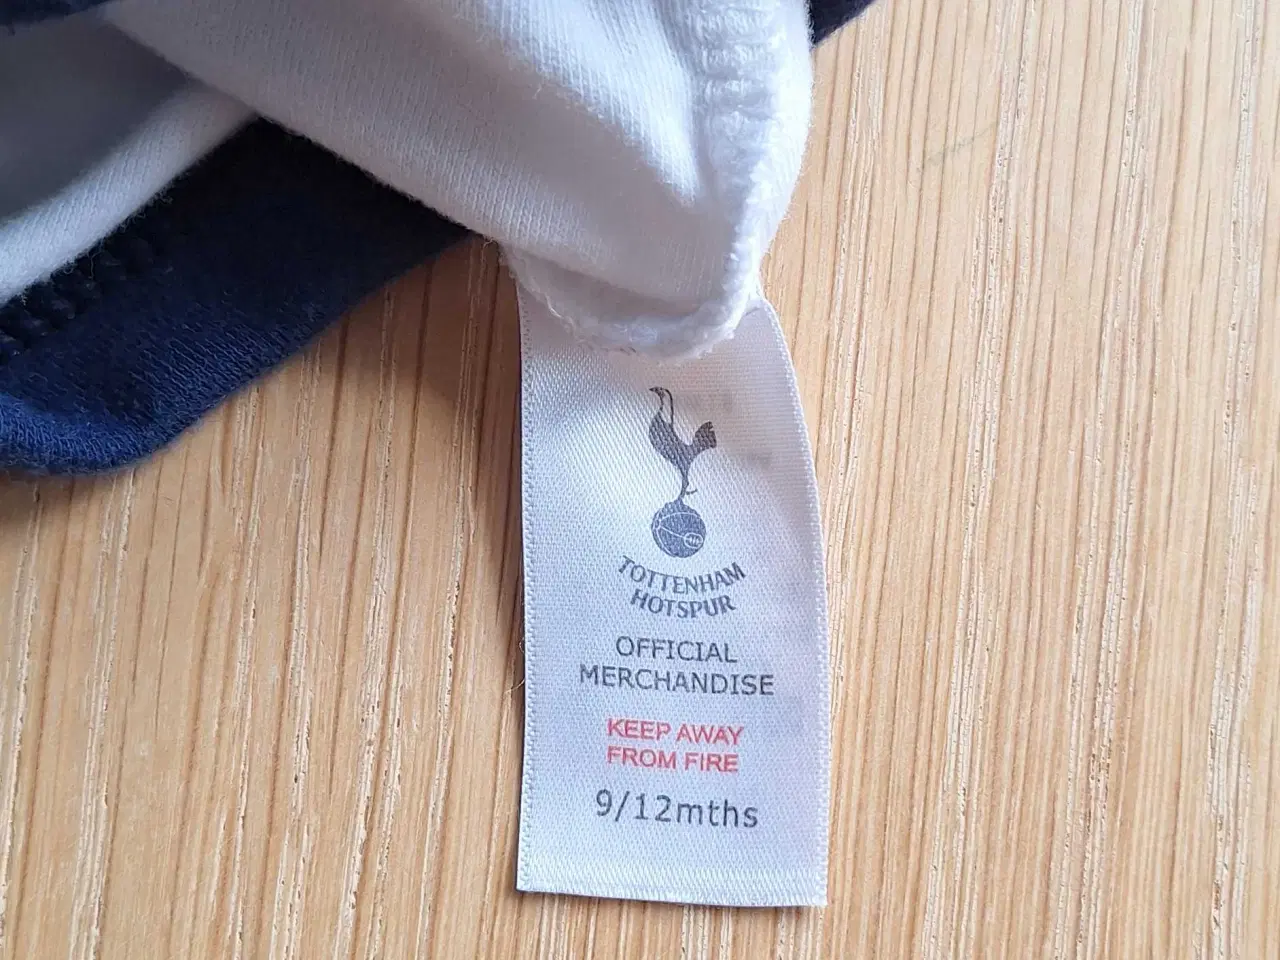 TOTTENHAM
HOTSPUR
OFFICIAL
MERCHANDISE
KEEP AWAY
FROM FIRE
9/12mths